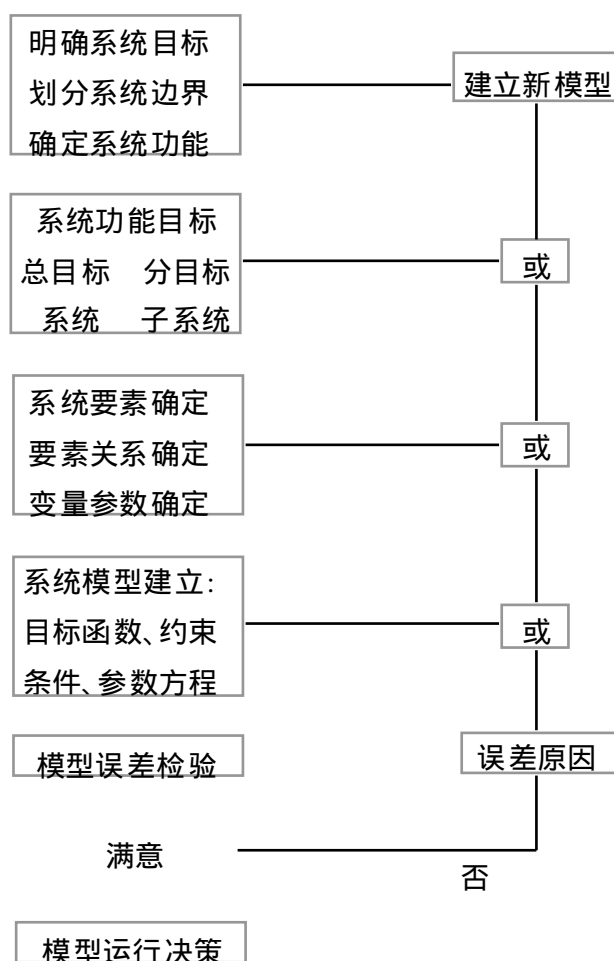 明确系统目标
划分系统边界
确定系统功能
建立新模型
系统功能目标
总目标 分目标
系统 子系统
或
系统要素确定
要素关系确定
变量参数确定
或
系统模型建立:
目标函数、约束
条件、参数方程
或
模型误差检验
误差原因
满意
否
模型运行决策